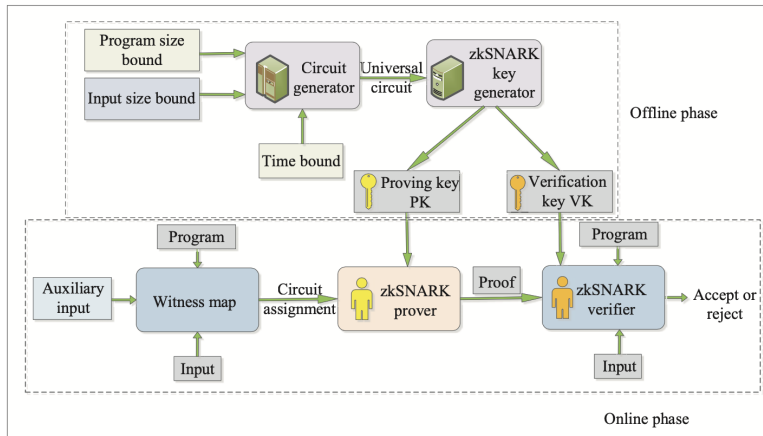 Program size
bound
Input size bound
Time bound
Circuit
generator
Universal
circuit
zkSNARK
key
generator
Offline phase
Proving key
PK
Verification
key VK
Program
Auxiliary
input
Witness map
Input
Circuit
assignment
zkSNARK
prover
Proof
Program
zkSNARK
verifier
Input
Accept or
reject
Online phase